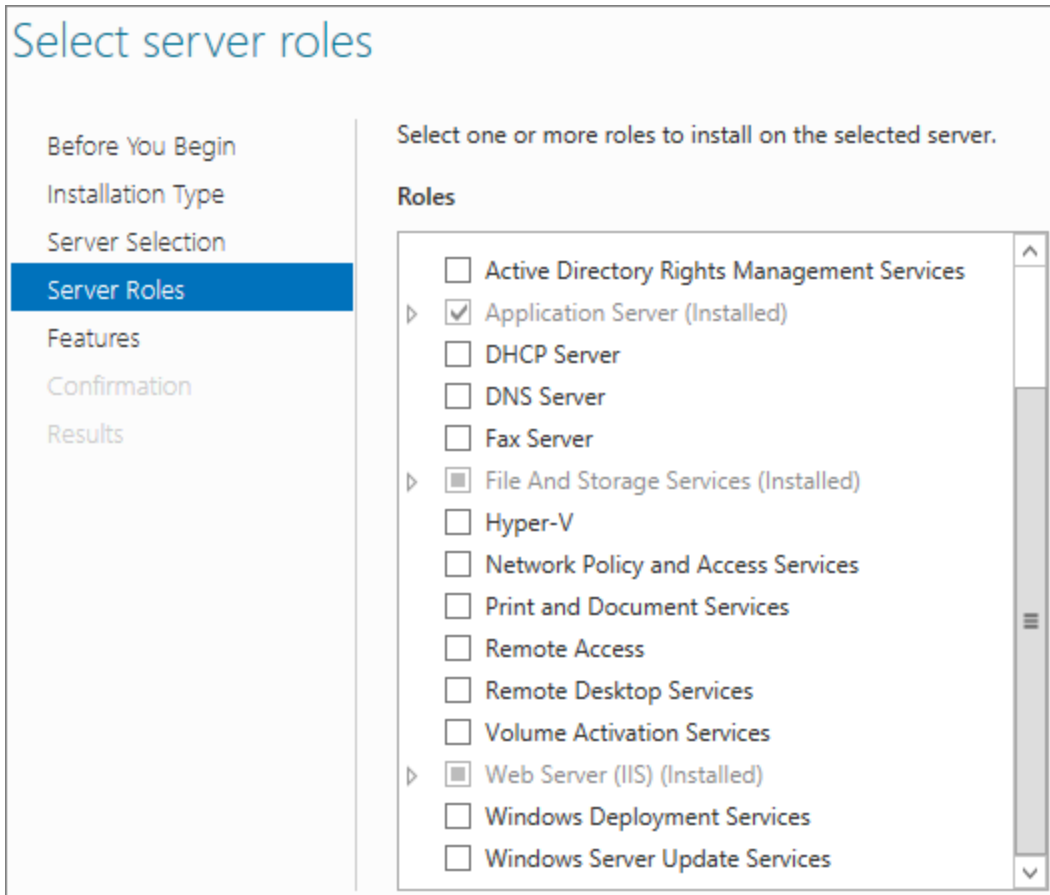 Select server roles
Before You Begin
Installation Type
Server Selection
Server Roles
Features
Confirmation
Results
Select one or more roles to install on the selected server.
Roles
Active Directory Rights Management Services
Application Server (Installed)
DHCP Server
DNS Server
Fax Server
File And Storage Services (Installed)
Hyper-V
Network Policy and Access Services
Print and Document Services
Remote Access
Remote Desktop Services
Volume Activation Services
Web Server (IIS) (Installed)
Windows Deployment Services
Windows Server Update Services